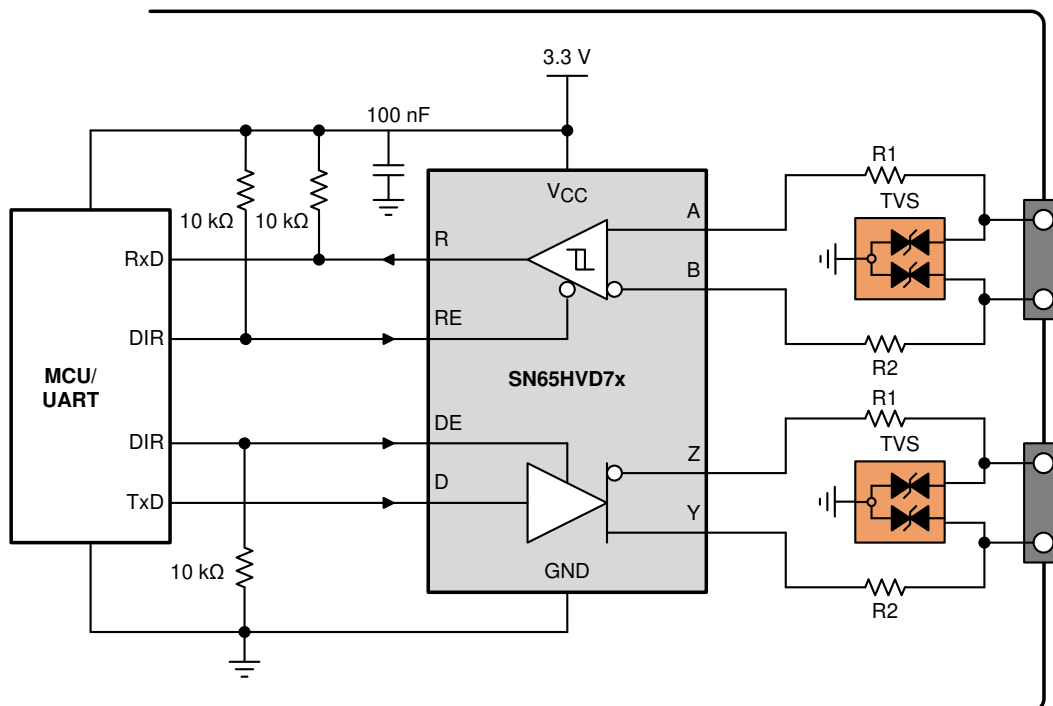 3.3 V
100 nF
10 kΩ
10 kΩ
VCC
R1
TVS
A
R
RxD
B
RE
DIR
R2
MCU/
UART
SN65HVD7x
R1
TVS
DE
DIR
Z
D
TxD
Y
10 kΩ
GND
R2